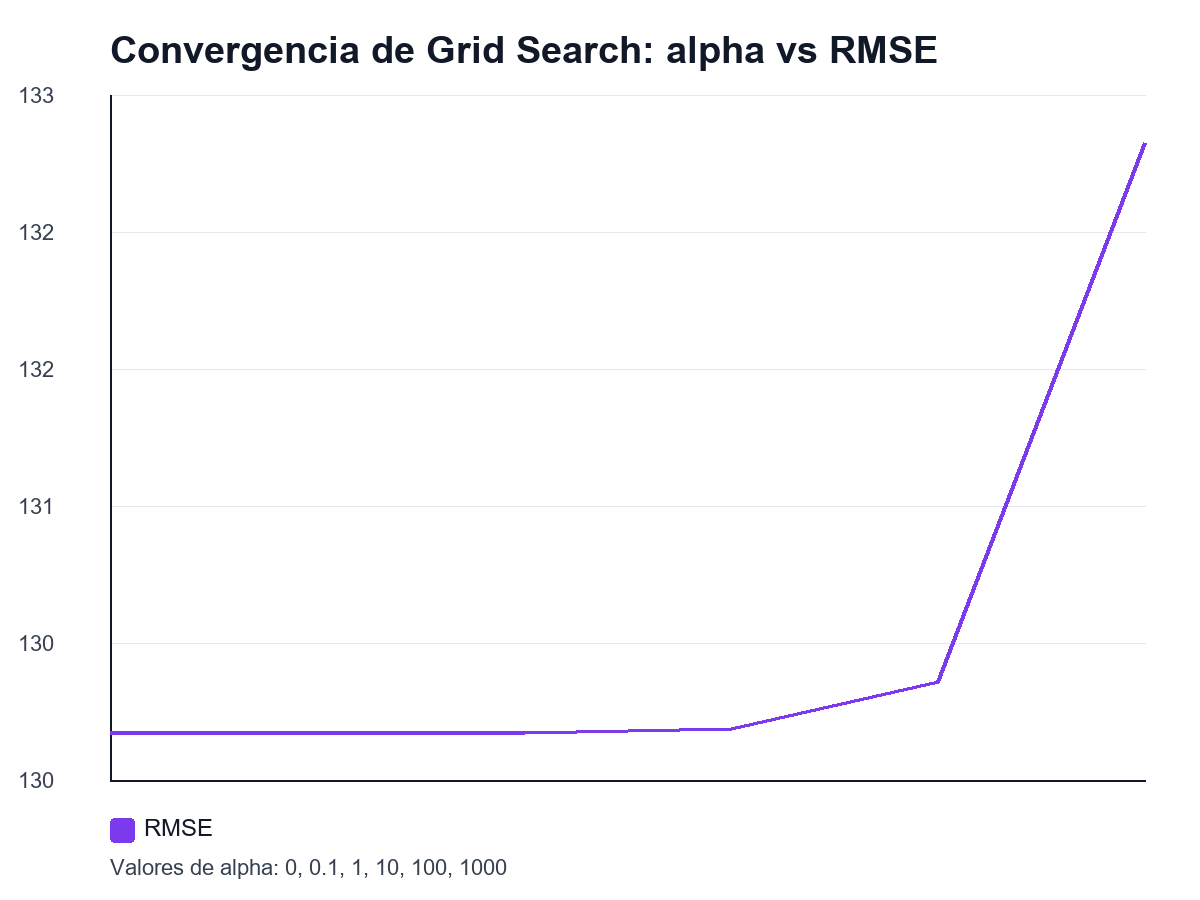 Convergencia de Grid Search: alpha vs RMSE
133
132
132
131
130
130
RMSE
Valores de alpha: 0, 0.1, 1, 10, 100, 1000